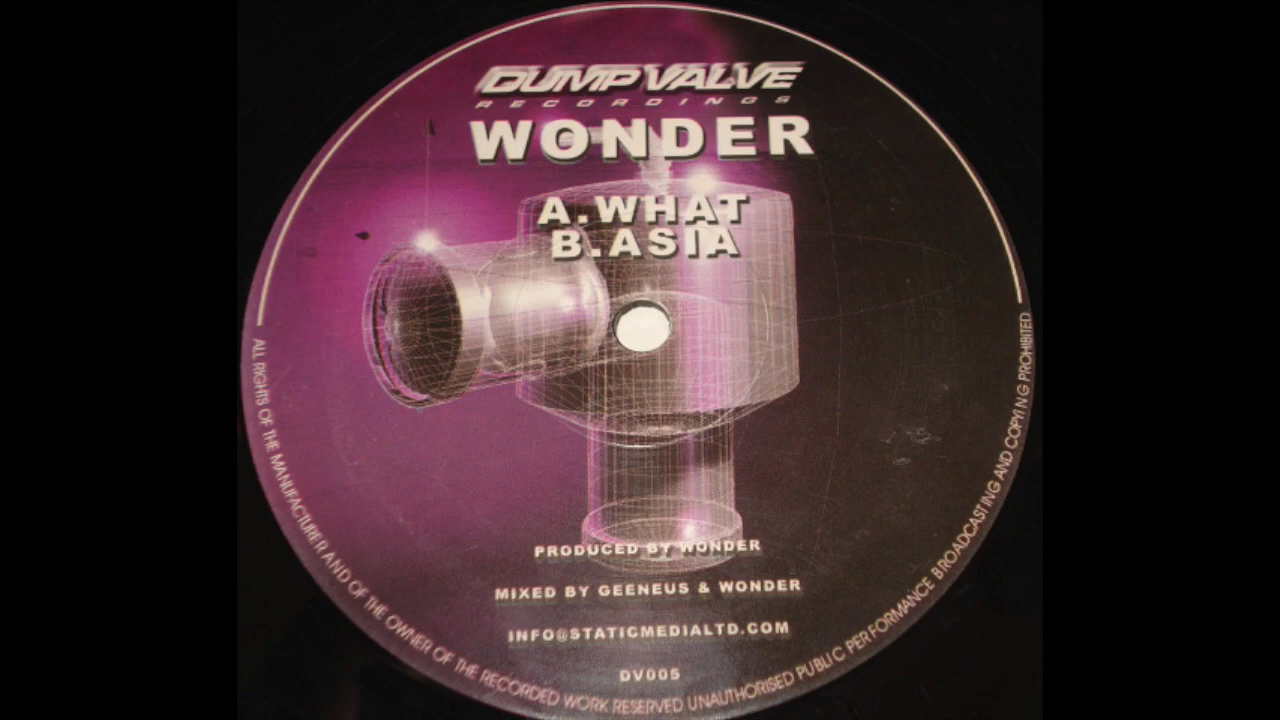 DUMP VALVE
RECORDINGS
WONDER
A.WHAT
B.ASIA
PRODUCED BY WONDER
MIXED BY GEENEUS & WONDER
INFO@STATICMEDIALTD.COM
DV005
ALL RIGHTS OF THE MANUFACTURER AND OF THE OWNER OF THE RECORDED WORK RESERVED UNAUTHORISED PUBLIC PERFORMANCE BROADCASTING AND COPYING PROHIBITED